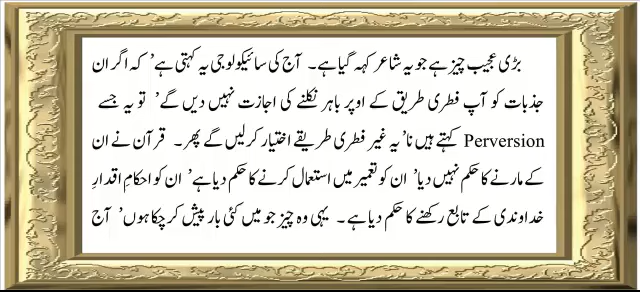 بڑی عجیب چیز ہے جو یہ شاعر کہہ گیا ہے۔ آج کی سائیکولوجی یہ کہتی ہے’ کہ اگر ان
جذبات کو آپ فطری طریق کے اوپر باہر نکلنے کی اجازت نہیں دیں گے’ تو یہ جسے
Perversion کہتے ہیں نا’ یہ غیر فطری طریقے اختیار کرلیں گے پھر۔ قرآن نے ان
کے مارنے کا حکم نہیں دیا’ ان کو تعمیر میں استعمال کرنے کا حکم دیا ہے’ ان کو احکامِ اقدارِ
خداوندی کے تابع رکھنے کا حکم دیا ہے۔ یہی وہ چیز جو میں کئی بار پیش کر چکا ہوں’ آج